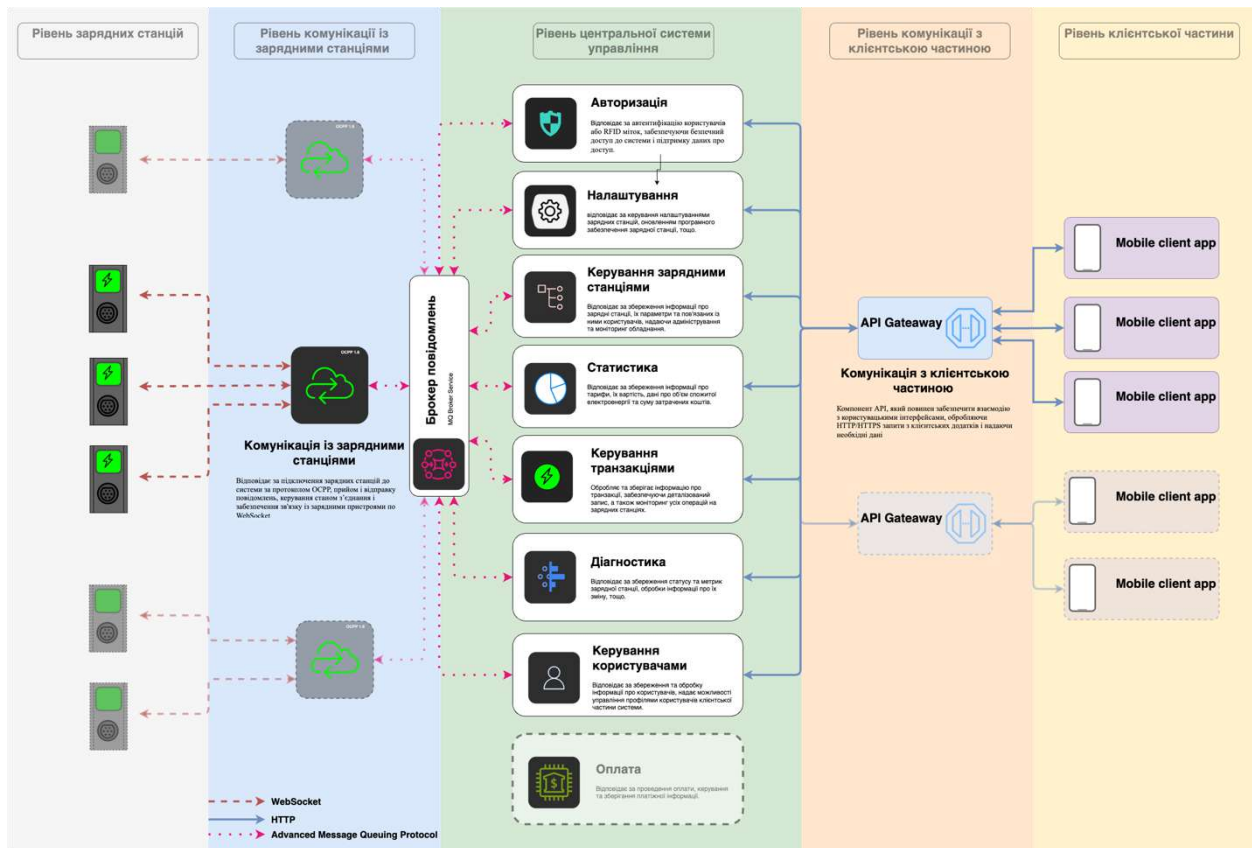 Рівень зарядних станцій
Рівень комунікації із
зарядними станціями
Рівень центральної системи
управління
Рівень комунікації з
клієнтською частиною
Рівень клієнтської частини
OCPP 1.6
OCPP 1.6
Комунікація із зарядними
станціями
Відповідає за підключення зарядних станцій до
системи за протоколом OCPP, прийом і відправку
повідомлень, керування станом з’єднання і
забезпечення зв'язку із зарядними пристроями по
WebSocket
OCPP 1.6
Брокер повідомлень
MQ Broker Service
Авторизація
Відповідає за автентифікацію користувачів
або RFID міток, забезпечуючи безпечний
доступ до системи і підтримку даних про
доступ.
Налаштування
відповідає за керування налаштуваннями
зарядних станцій, оновленням програмного
забезпечення зарядної станції, тощо.
Керування зарядними
станціями
Відповідає за збереження інформації про
зарядні станції, їх параметри та пов'язаних із
ними користувачів, надаючи адміністрування
та моніторинг обладнання.
Статистика
Відповідає за збереження інформації про
тарифи, їх вартість, дані про об'єм спожитої
електроенергії та суму затрачених коштів.
Керування
транзакціями
Обробляє та зберігає інформацію про
транзакції, забезпечуючи деталізований
запис, а також моніторинг усіх операцій на
зарядних станціях.
Діагностика
Відповідає за збереження статусу та метрик
зарядної станції, обробки інформації про їх
зміну, тощо.
Керування
користувачами
Відповідає за збереження та обробку
інформації про користувачів, надає можливості
управління профілями користувачів клієнтської
частини системи.
Оплата
Відповідає за проведення оплати, керування
та зберігання платіжної інформації.
API Gateaway
Комунікація з клієнтською
частиною
Компонент API, який повинен забезпечити взаємодію
з користувацькими інтерфейсами, обробляючи
HTTP/HTTPS запити з клієнтських додатків і надаючи
необхідні дані
API Gateaway
Mobile client app
Mobile client app
Mobile client app
Mobile client app
Mobile client app
WebSocket
HTTP
Advanced Message Queuing Protocol